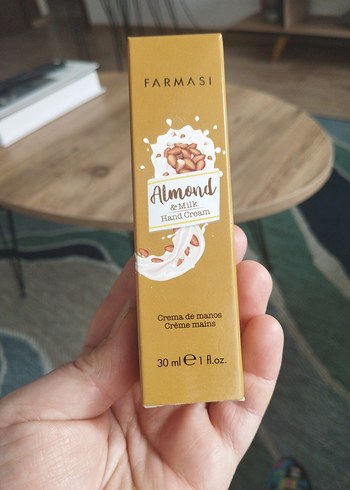 FARMASI
Almond
& Milk
Hand Cream
Crema de manos
Crème mains
30 ml ℮ 1 fl.oz.